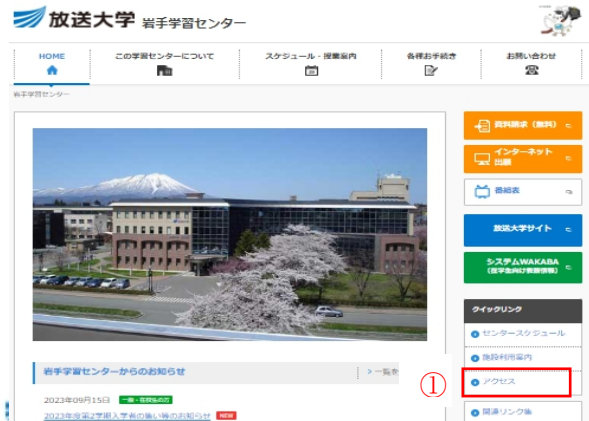 放送大学 岩手学習センター
HOME
この学習センターについて
スケジュール・授業案内
各種お手続き
お問い合わせ
岩手学習センター
資料請求（無料）
インターネット
出願
番組表
放送大学サイト
システムWAKABA
（在学生向け教務情報）
クイックリンク
センタースケジュール
施設利用案内
① アクセス
関連リンク集
岩手学習センターからのお知らせ
> 一覧を
2023年09月15日 一般・在校生の方
2023年度第2学期入学者の集い等のお知らせ NEW